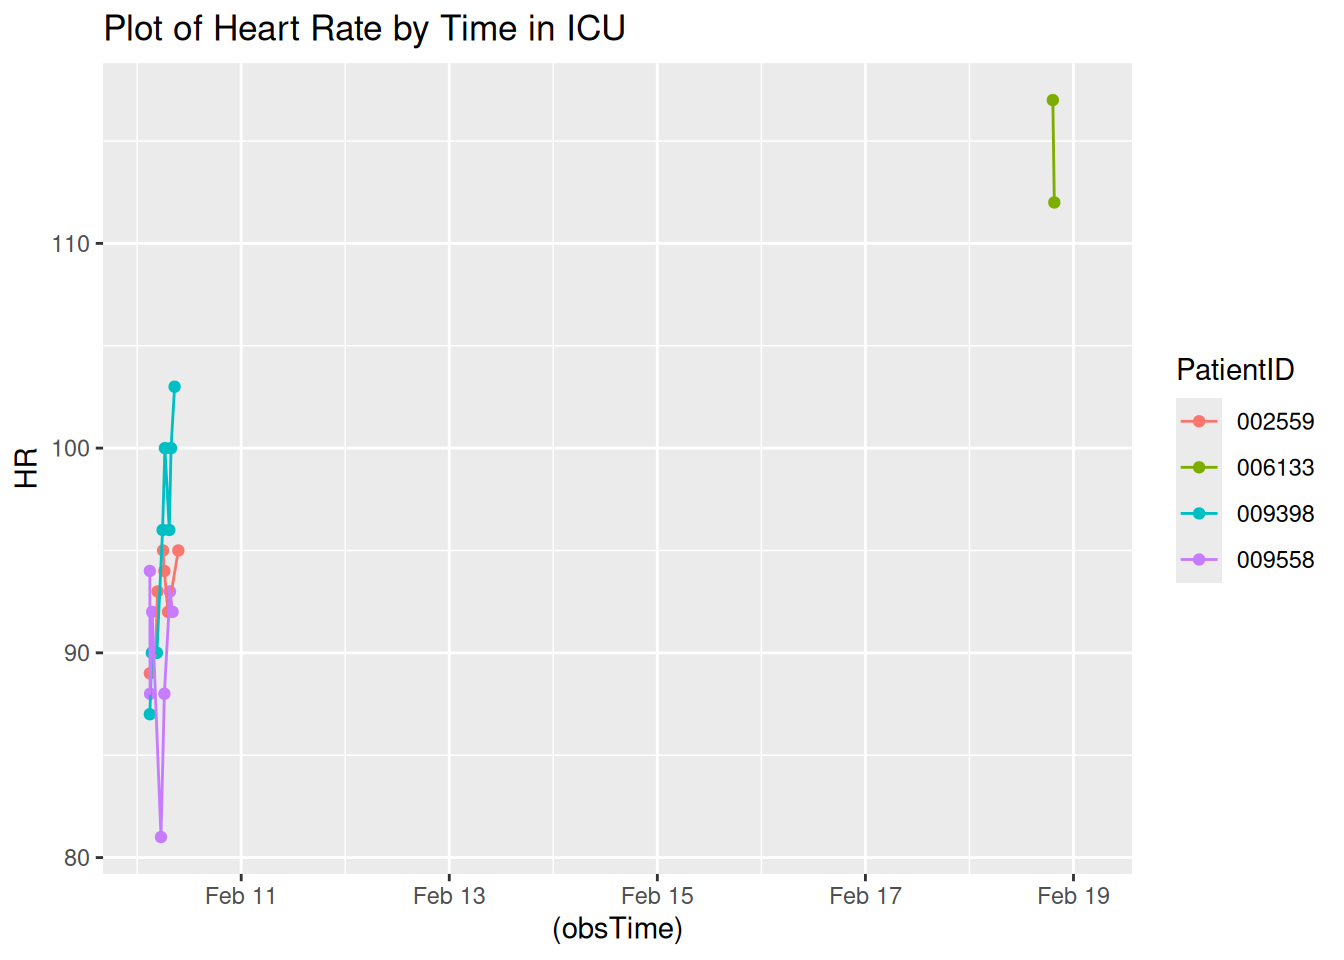 Plot of Heart Rate by Time in ICU
HR
110
100
90
80
Feb 11
Feb 13
Feb 15
Feb 17
Feb 19
(obsTime)
PatientID
002559
006133
009398
009558